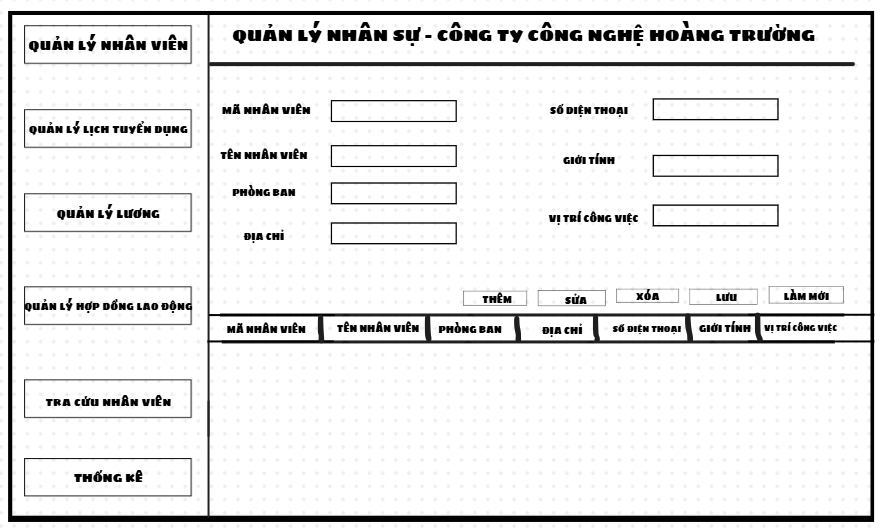 QUẢN LÝ NHÂN VIÊN
QUẢN LÝ LỊCH TUYỂN DỤNG
QUẢN LÝ LƯƠNG
QUẢN LÝ HỢP ĐỒNG LAO ĐỘNG
TRA CỨU NHÂN VIÊN
THỐNG KÊ
QUẢN LÝ NHÂN SỰ - CÔNG TY CÔNG NGHỆ HOÀNG TRƯỜNG
MÃ NHÂN VIÊN
SỐ ĐIỆN THOẠI
TÊN NHÂN VIÊN
GIỚI TÍNH
PHÒNG BAN
VỊ TRÍ CÔNG VIỆC
ĐỊA CHỈ
THÊM SỬA XÓA LƯU LÀM MỚI
MÃ NHÂN VIÊN TÊN NHÂN VIÊN PHÒNG BAN ĐỊA CHỈ SỐ ĐIỆN THOẠI GIỚI TÍNH VỊ TRÍ CÔNG VIỆC